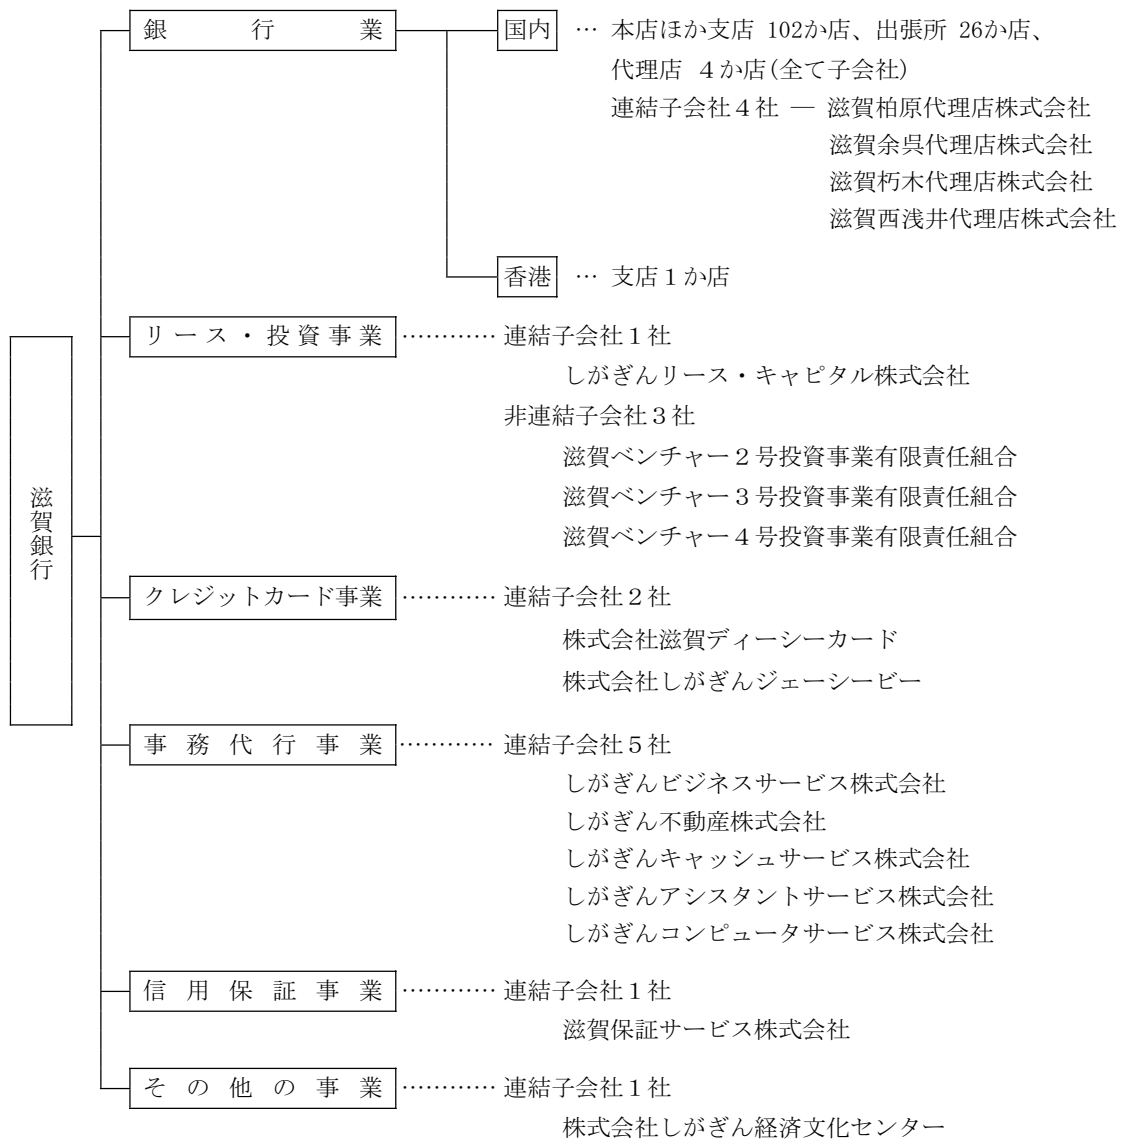 滋賀銀行
銀行業
国内 … 本店ほか支店 102か店、出張所 26か店、
代理店 4か店(全て子会社)
連結子会社4社 ― 滋賀柏原代理店株式会社
滋賀余呉代理店株式会社
滋賀朽木代理店株式会社
滋賀西浅井代理店株式会社
香港 … 支店1か店
リース・投資事業 ………… 連結子会社1社
しがぎんリース・キャピタル株式会社
非連結子会社3社
滋賀ベンチャー2号投資事業有限責任組合
滋賀ベンチャー3号投資事業有限責任組合
滋賀ベンチャー4号投資事業有限責任組合
クレジットカード事業 ………… 連結子会社2社
株式会社滋賀ディーシーカード
株式会社しがぎんジェーシービー
事務代行事業 ………… 連結子会社5社
しがぎんビジネスサービス株式会社
しがぎん不動産株式会社
しがぎんキャッシュサービス株式会社
しがぎんアシスタントサービス株式会社
しがぎんコンピュータサービス株式会社
信用保証事業 ………… 連結子会社1社
滋賀保証サービス株式会社
その他の事業 ………… 連結子会社1社
株式会社しがぎん経済文化センター